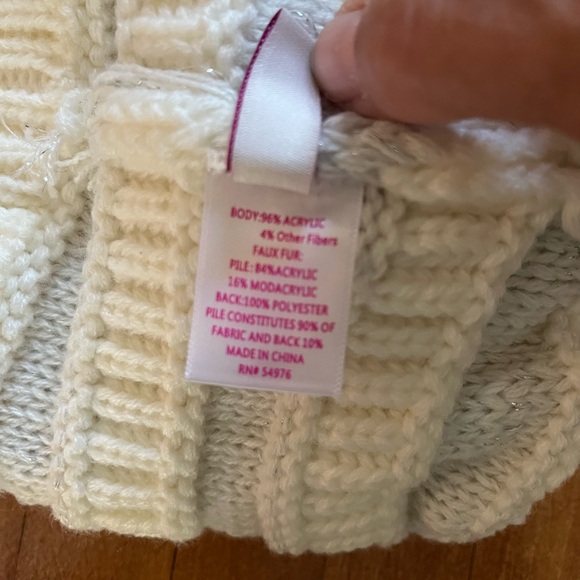 BODY:96% ACRYLIC
4% Other Fibers
FAUX FUR:
PILE: 84%ACRYLIC
16% MODACRYLIC
BACK:100% POLYESTER
PILE CONSTITUTES 90% OF
FABRIC AND BACK 10%
MADE IN CHINA
RN# 54976